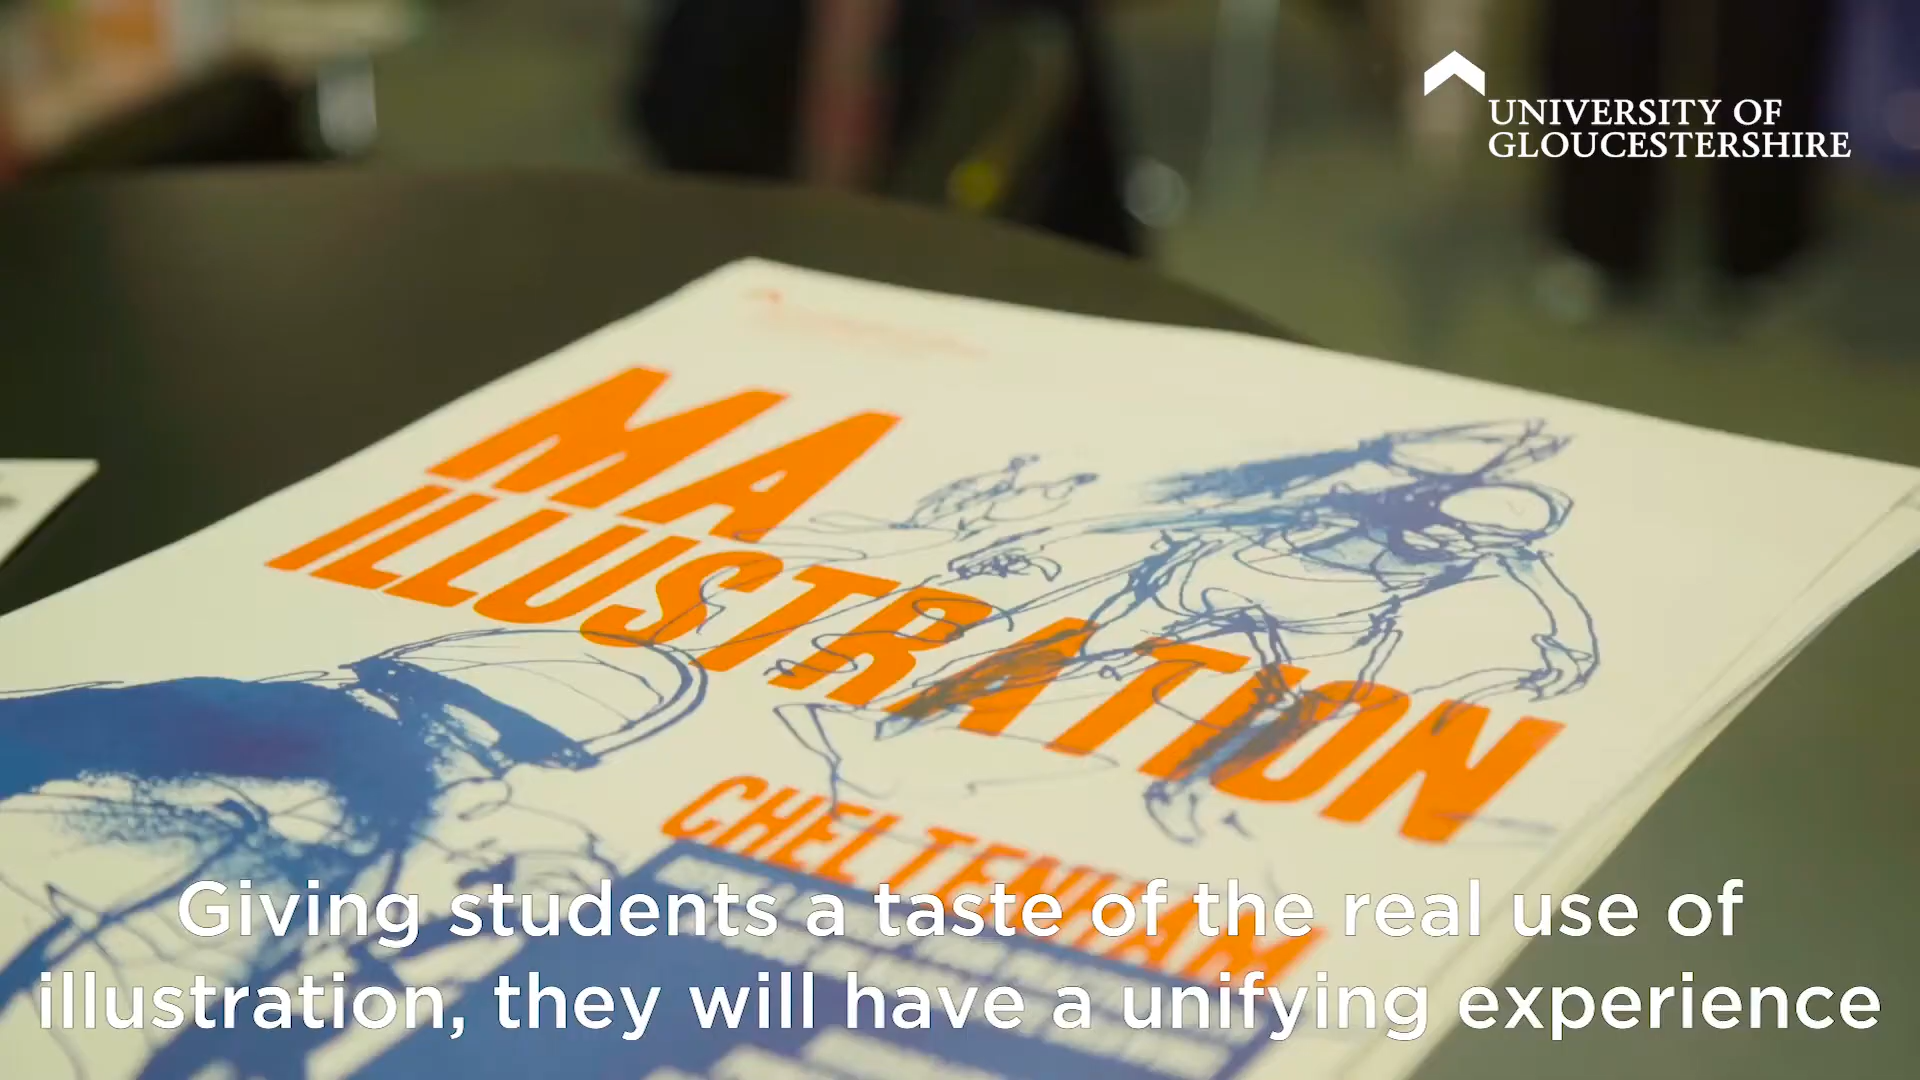 UNIVERSITY OF
GLOUCESTERSHIRE
MA
ILLUSTRATION
CHELTENHAM
Giving students a taste of the real use of
illustration, they will have a unifying experience